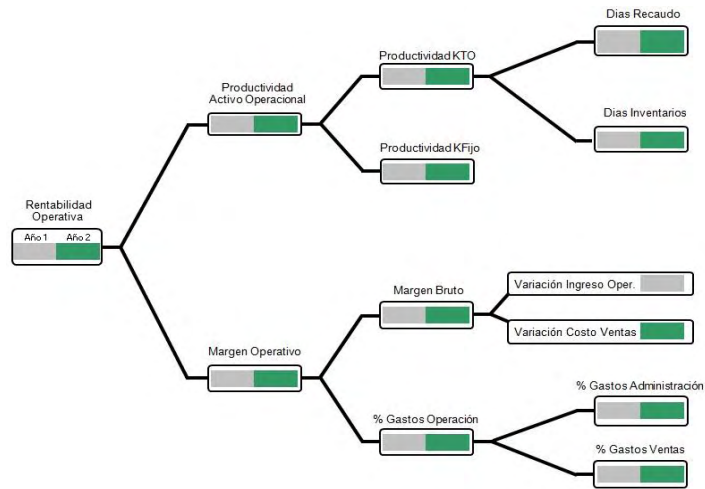 Dias Recaudo
Productividad KTO
Productividad
Activo Operacional
Dias Inventarios
Productividad KFijo
Rentabilidad
Operativa
Año 1 Año 2
Margen Bruto
Variación Ingreso Oper.
Variación Costo Ventas
Margen Operativo
% Gastos Administración
% Gastos Operación
% Gastos Ventas